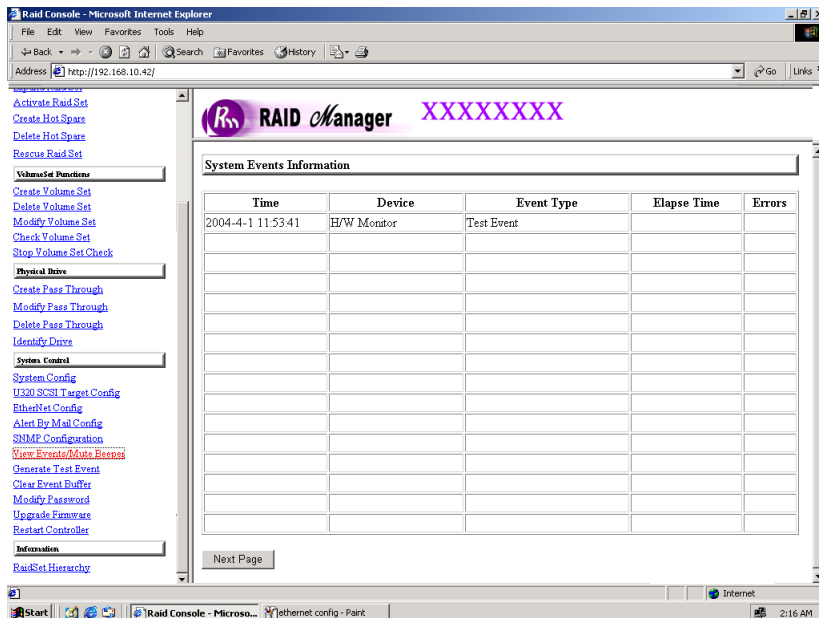 Raid Console - Microsoft Internet Explorer
File Edit View Favorites Tools Help
Back Search Favorites History
Address http://192.168.10.42/ Go Links
Activate Raid Set
Create Hot Spare
Delete Hot Spare
Rescue Raid Set
VolumeSet Functions
Create Volume Set
Delete Volume Set
Modify Volume Set
Check Volume Set
Stop Volume Set Check
Physical Drive
Create Pass Through
Modify Pass Through
Delete Pass Through
Identify Drive
System Control
System Config
U320 SCSI Target Config
EtherNet Config
Alert By Mail Config
SNMP Configuration
View Events/Mute Beeper
Generate Test Event
Clear Event Buffer
Modify Password
Upgrade Firmware
Restart Controller
Information
RaidSet Hierarchy
Rm RAID Manager XXXXXXXX
System Events Information
Time Device Event Type Elapse Time Errors
2004-4-1 11:53:41 H/W Monitor Test Event
Next Page
Internet
Start Raid Console - Microso... ethernet config - Paint 2:16 AM